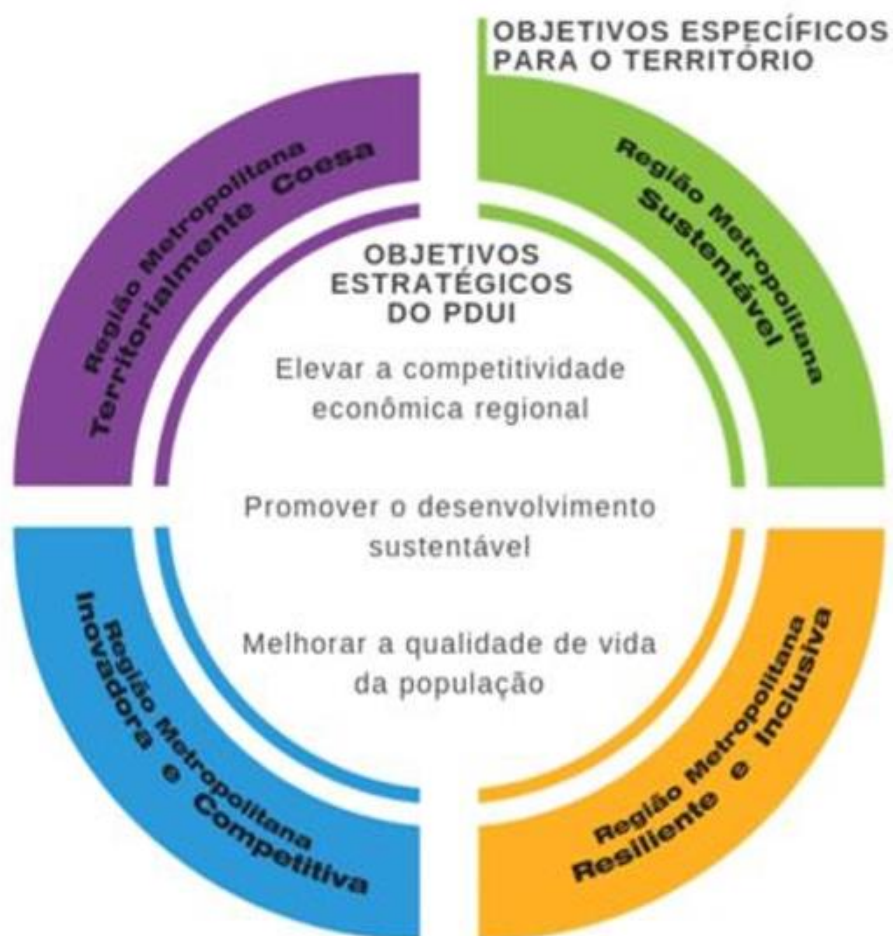 OBJETIVOS ESPECÍFICOS
PARA O TERRITÓRIO
Região Metropolitana
Territorialmente Coesa
Região Metropolitana
Sustentável
OBJETIVOS
ESTRATÉGICOS
DO PDUI
Elevar a competitividade
econômica regional
Promover o desenvolvimento
sustentável
Melhorar a qualidade de vida
da população
Região Metropolitana
Inovadora e Competitiva
Região Metropolitana
Resiliente e Inclusiva